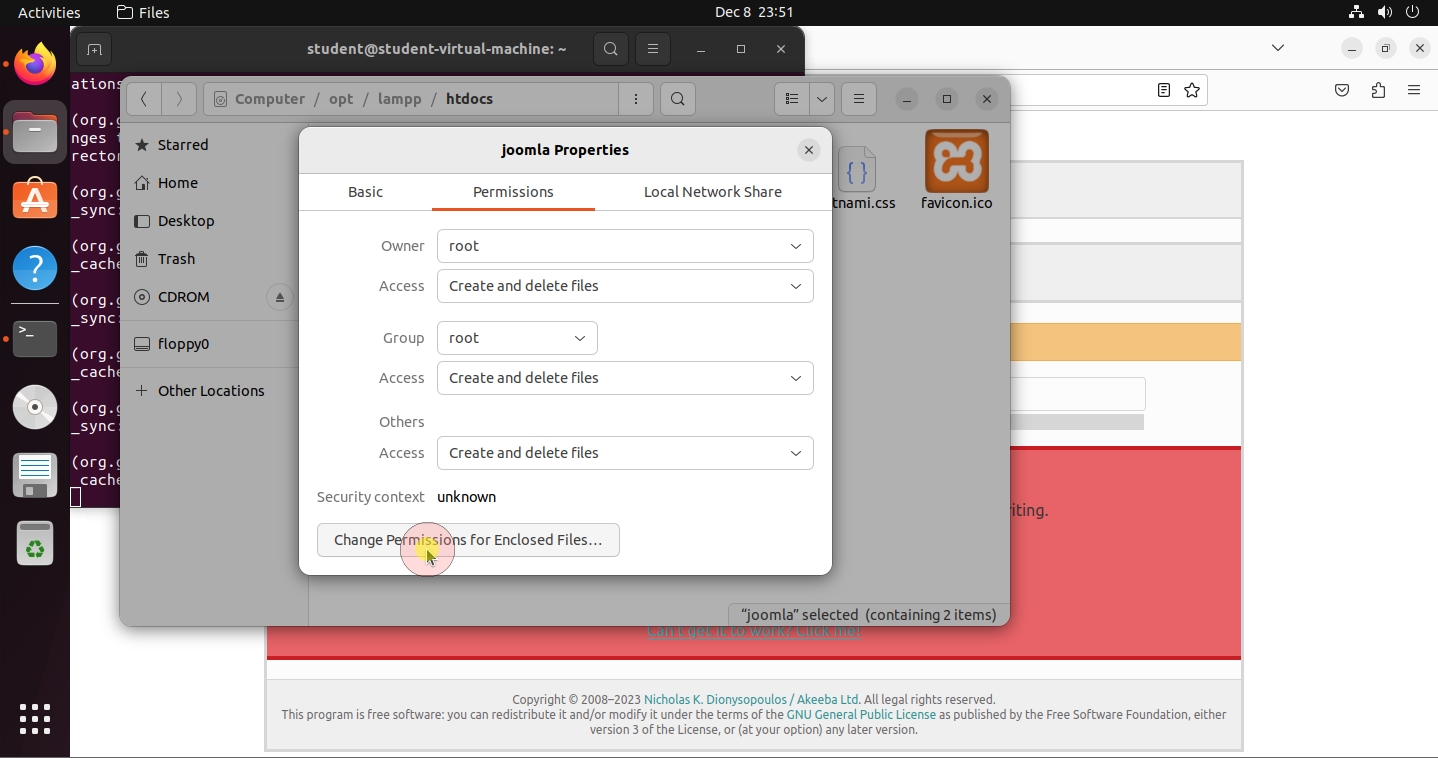 Activities
Files
Dec 8 23:51
student@student-virtual-machine: ~
ations
(org.g
nges
rector
(org.g
_sync:
(org.g
_cache
(org.g
_sync:
(org.g
_cache
(org.g
_sync:
(org.g
_cache
Computer / opt / lampp / htdocs
Starred
Home
Desktop
Trash
CDROM
floppy0
+ Other Locations
tnami.css
favicon.ico
joomla Properties
Basic
Permissions
Local Network Share
Owner root
Access Create and delete files
Group root
Access Create and delete files
Others
Access Create and delete files
Security context unknown
Change Permissions for Enclosed Files...
"joomla" selected (containing 2 items)
riting.
Can't get it to work? Click me!
Copyright © 2008–2023 Nicholas K. Dionysopoulos / Akeeba Ltd. All legal rights reserved.
This program is free software: you can redistribute it and/or modify it under the terms of the GNU General Public License as published by the Free Software Foundation, either
version 3 of the License, or (at your option) any later version.